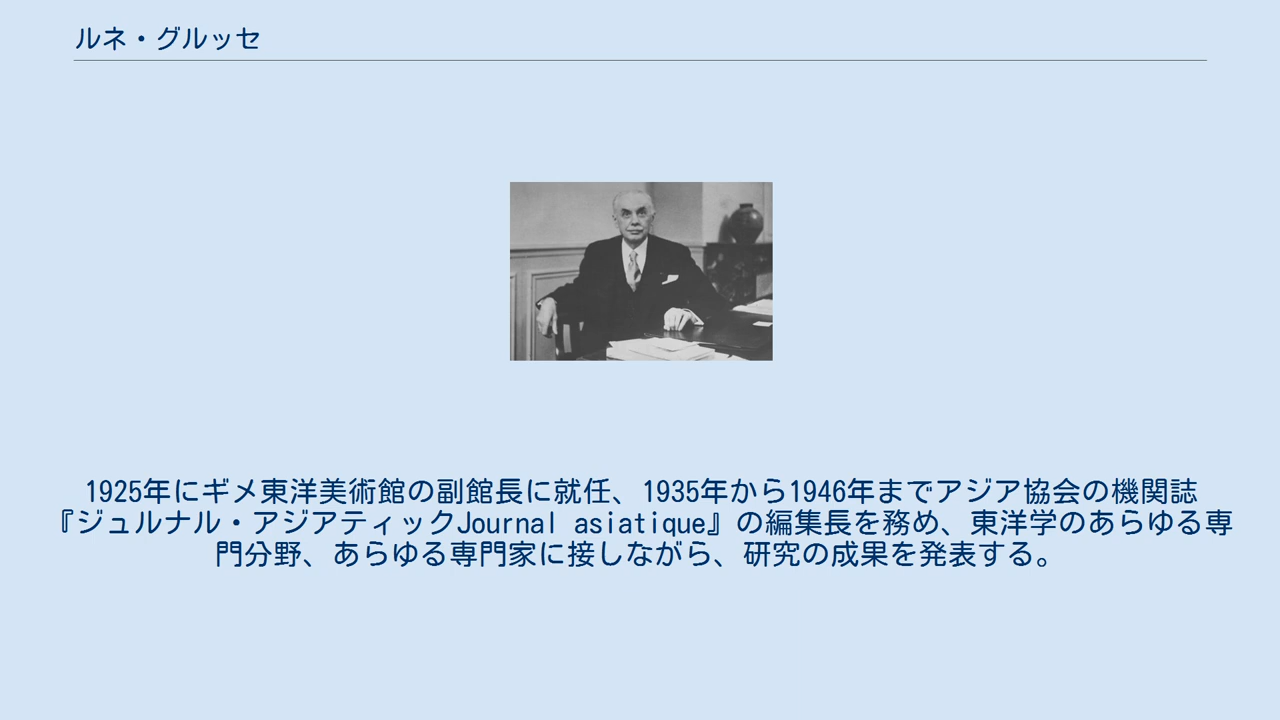 ルネ・グルッセ
1925年にギメ東洋美術館の副館長に就任、1935年から1946年までアジア協会の機関誌
『ジュルナル・アジアティックJournal asiatique』の編集長を務め、東洋学のあらゆる専
門分野、あらゆる専門家に接しながら、研究の成果を発表する。